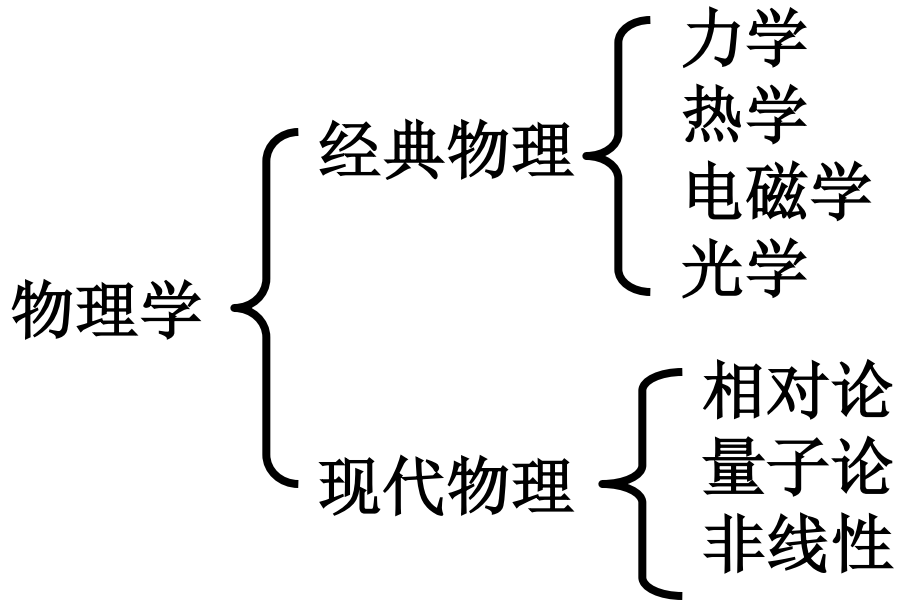 物理学
经典物理
力学
热学
电磁学
光学
现代物理
相对论
量子论
非线性